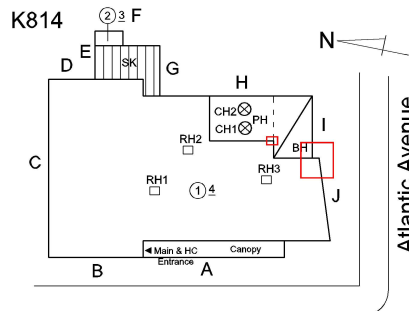 K814
2 3 F
E
SK
D
G
N
H
CH2
PH
CH1
I
BH
RH2
C
RH1
RH3
1 4
J
Main & HC
Entrance
Canopy
B
A
Atlantic Avenue